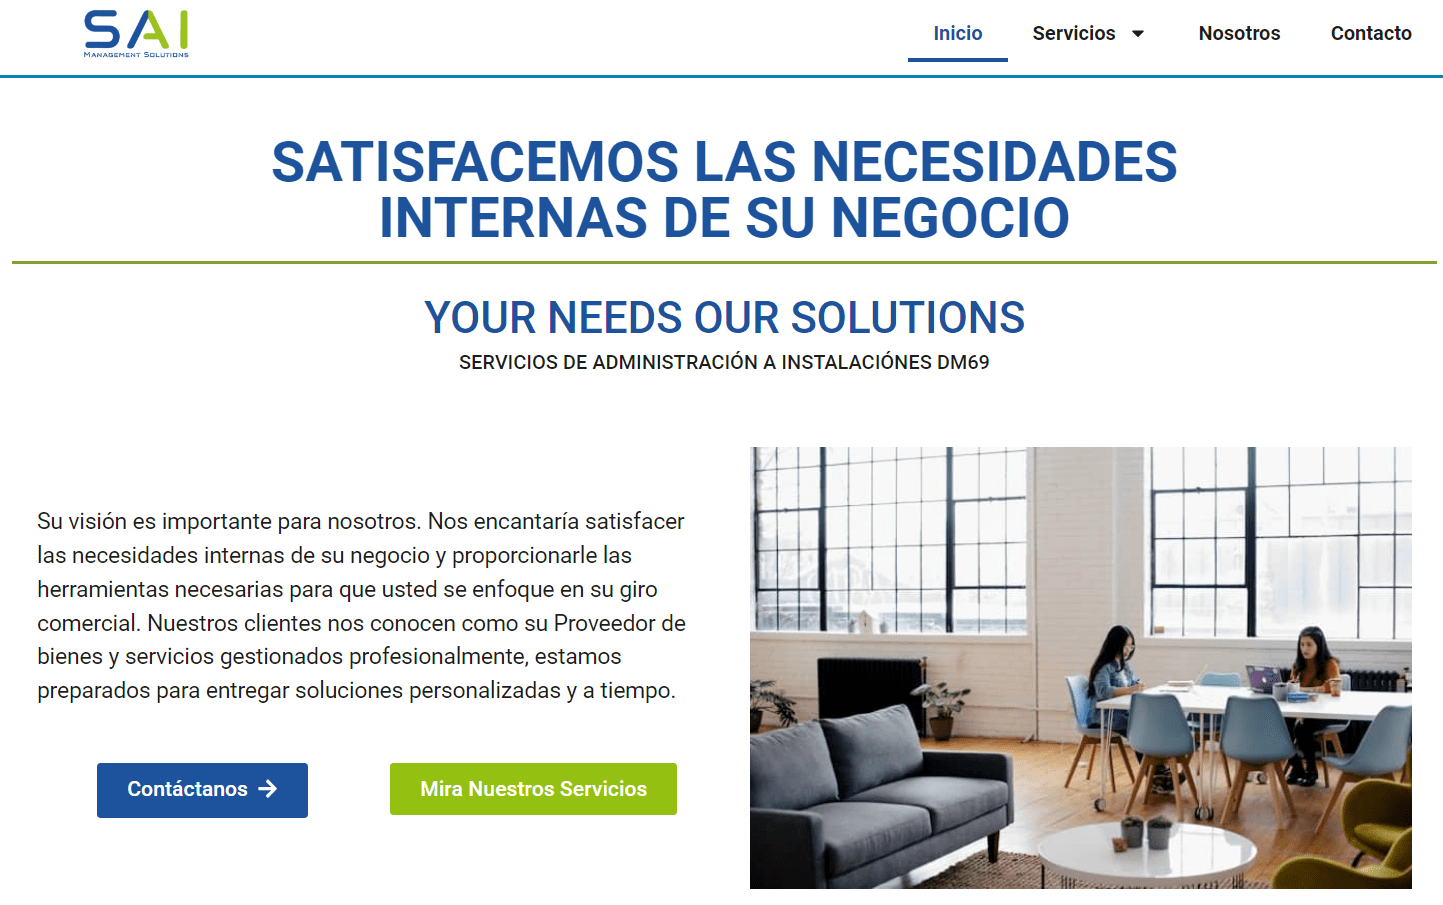 SAI
MANAGEMENT SOLUTIONS
Inicio
Servicios
Nosotros
Contacto
SATISFACEMOS LAS NECESIDADES
INTERNAS DE SU NEGOCIO
YOUR NEEDS OUR SOLUTIONS
SERVICIOS DE ADMINISTRACIÓN A INSTALACIÓNES DM69
Su visión es importante para nosotros. Nos encantaría satisfacer
las necesidades internas de su negocio y proporcionarle las
herramientas necesarias para que usted se enfoque en su giro
comercial. Nuestros clientes nos conocen como su Proveedor de
bienes y servicios gestionados profesionalmente, estamos
preparados para entregar soluciones personalizadas y a tiempo.
Contáctanos
Mira Nuestros Servicios